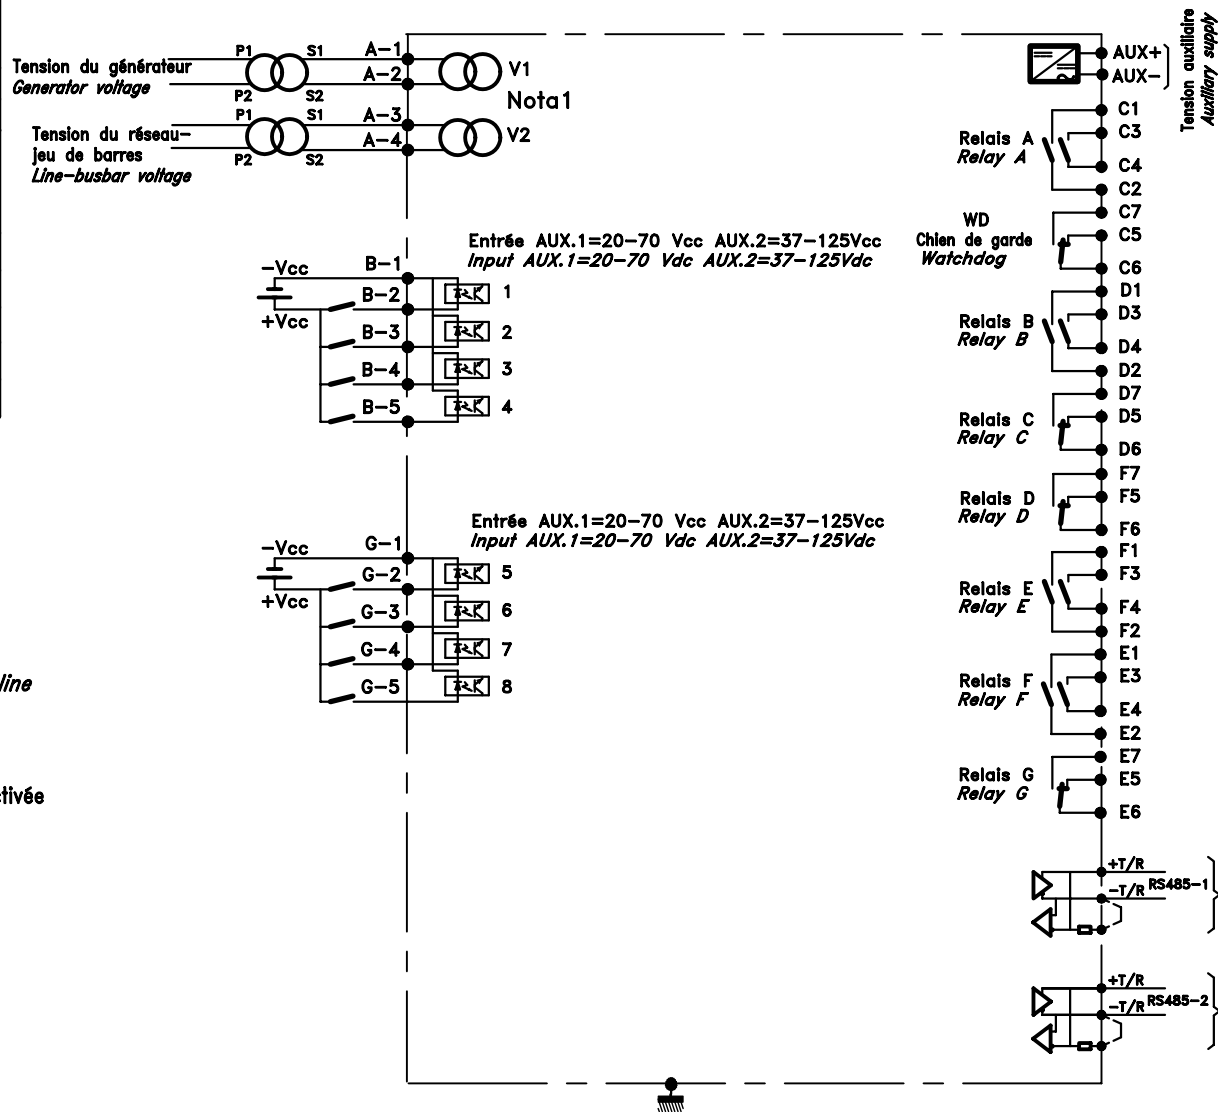 P1 S1 A-1
Tension du générateur
Generator voltage
A-2
P2 S2
V1
Nota1
P1 S1 A-3
Tension du réseau-
jeu de barres
Line-busbar voltage
A-4
P2 S2
V2
Entrée AUX.1=20-70 Vcc AUX.2=37-125Vcc
Input AUX.1=20-70 Vdc AUX.2=37-125Vdc
-Vcc
+Vcc
B-1
B-2
B-3
B-4
B-5
1
2
3
4
Entrée AUX.1=20-70 Vcc AUX.2=37-125Vcc
Input AUX.1=20-70 Vdc AUX.2=37-125Vdc
-Vcc
+Vcc
G-1
G-2
G-3
G-4
G-5
5
6
7
8
line
tivée
AUX+
AUX-
Tension auxiliaire
Auxiliary supply
Relais A
Relay A
C1
C3
C4
C2
WD
Chien de garde
Watchdog
C7
C5
C6
Relais B
Relay B
D1
D3
D4
D2
Relais C
Relay C
D7
D5
D6
Relais D
Relay D
F7
F5
F6
Relais E
Relay E
F1
F3
F4
F2
Relais F
Relay F
E1
E3
E4
E2
Relais G
Relay G
E7
E5
E6
+T/R
-T/R RS485-1
+T/R
-T/R RS485-2